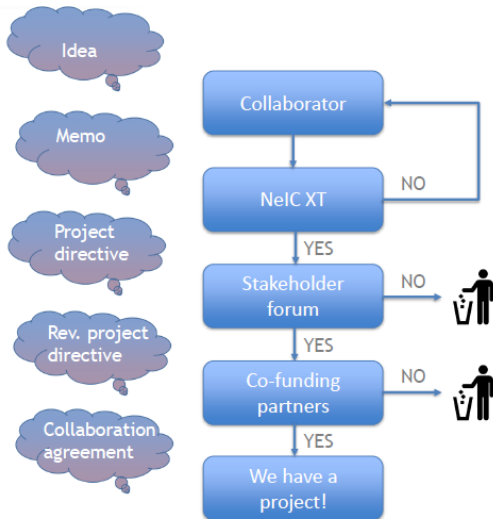 Idea
Collaborator
Memo
NeIC XT
NO
YES
Project
directive
Stakeholder
forum
NO
YES
Rev. project
directive
Co-funding
partners
NO
YES
Collaboration
agreement
We have a
project!